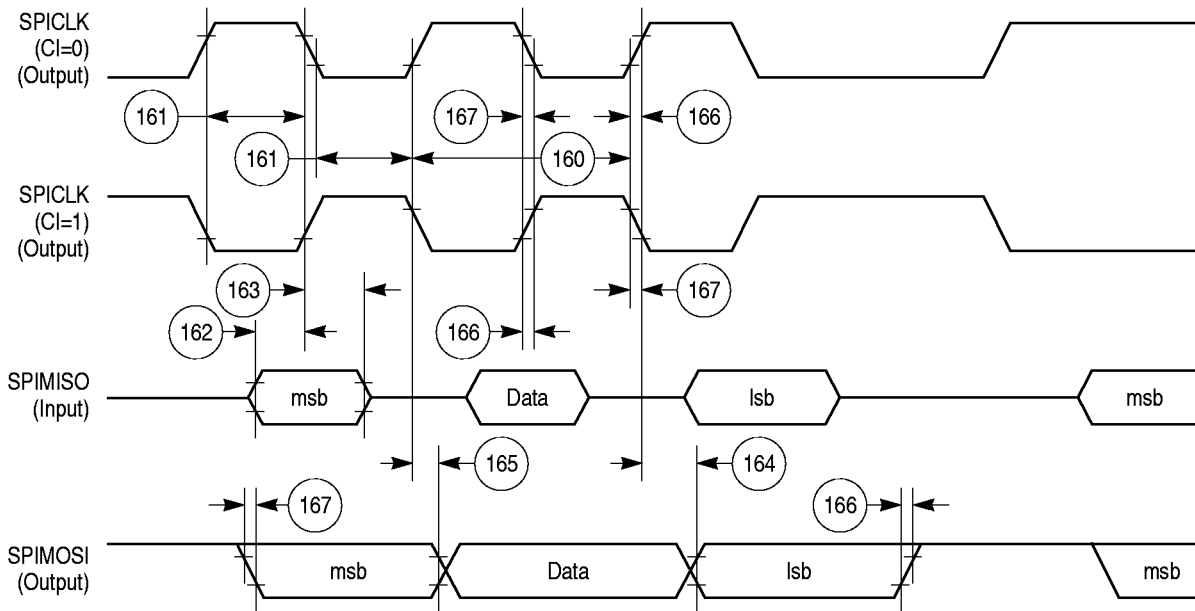 SPICLK
(CI=0)
(Output)
161
167
166
161
160
SPICLK
(CI=1)
(Output)
163
167
162
166
SPIMISO
(Input)
msb
Data
lsb
msb
165
164
167
166
SPIMOSI
(Output)
msb
Data
lsb
msb